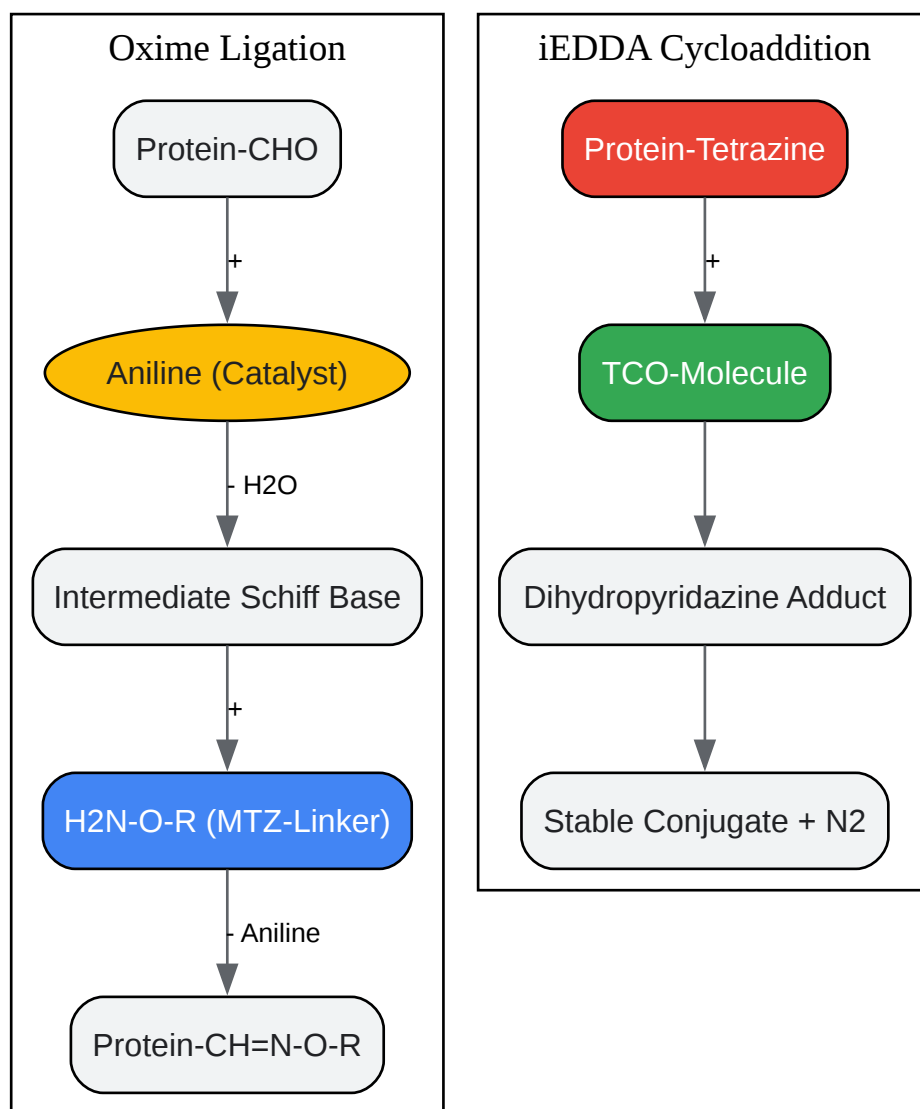 Oxime Ligation
Protein-CHO
+
Aniline (Catalyst)
- H2O
Intermediate Schiff Base
+
H2N-O-R (MTZ-Linker)
- Aniline
Protein-CH=N-O-R
iEDDA Cycloaddition
Protein-Tetrazine
+
TCO-Molecule
Dihydropyridazine Adduct
Stable Conjugate + N2